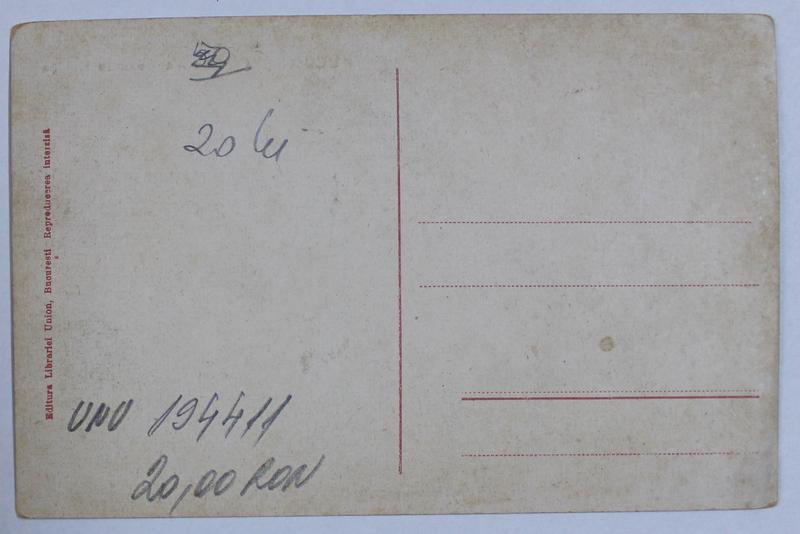 20 lei
Editura Librariei Union, Bucuresti Reproducerea interzisă
UNU 194411
20,00 RON